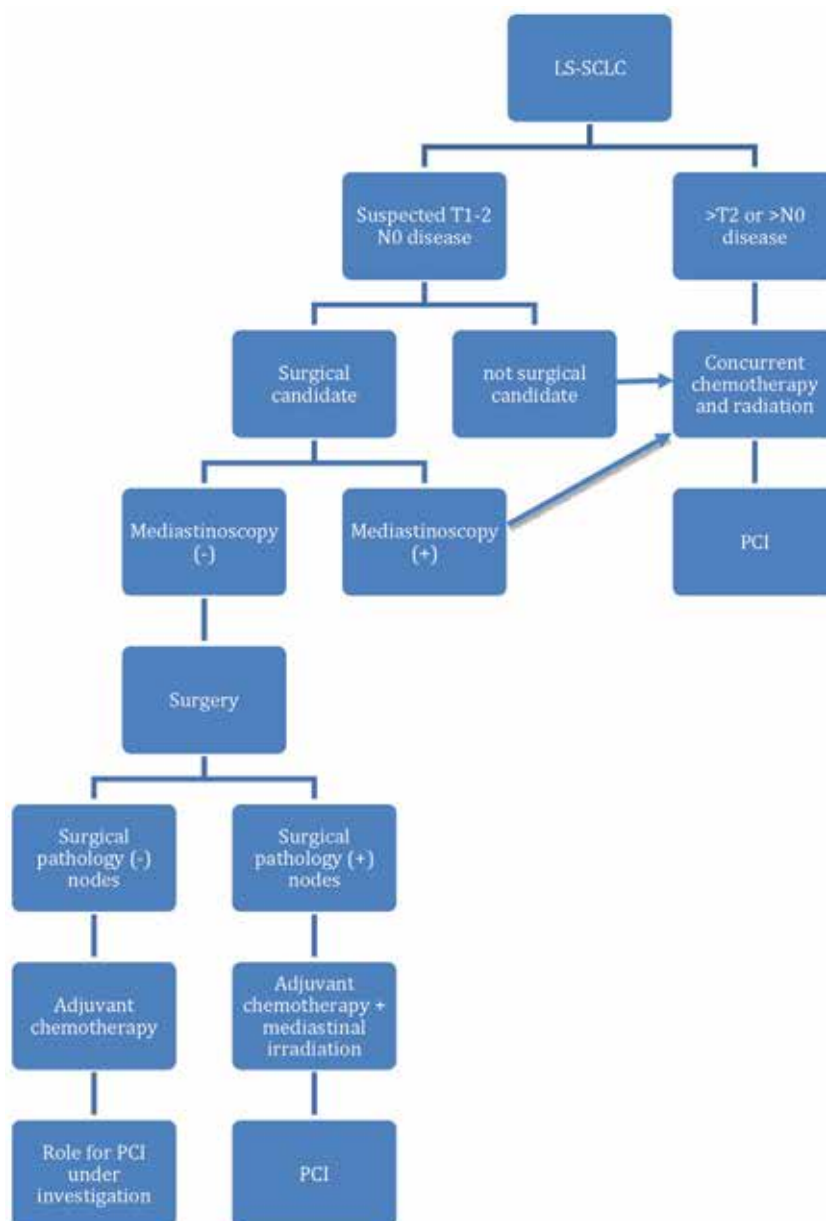 LS-SCLC
Suspected T1-2
N0 disease
>T2 or >N0
disease
Surgical
candidate
not surgical
candidate
Concurrent
chemotherapy
and radiation
Mediastinoscopy
(-)
Mediastinoscopy
(+)
PCI
Surgery
Surgical
pathology (-)
nodes
Surgical
pathology (+)
nodes
Adjuvant
chemotherapy
Adjuvant
chemotherapy +
mediastinal
irradiation
Role for PCI
under
investigation
PCI